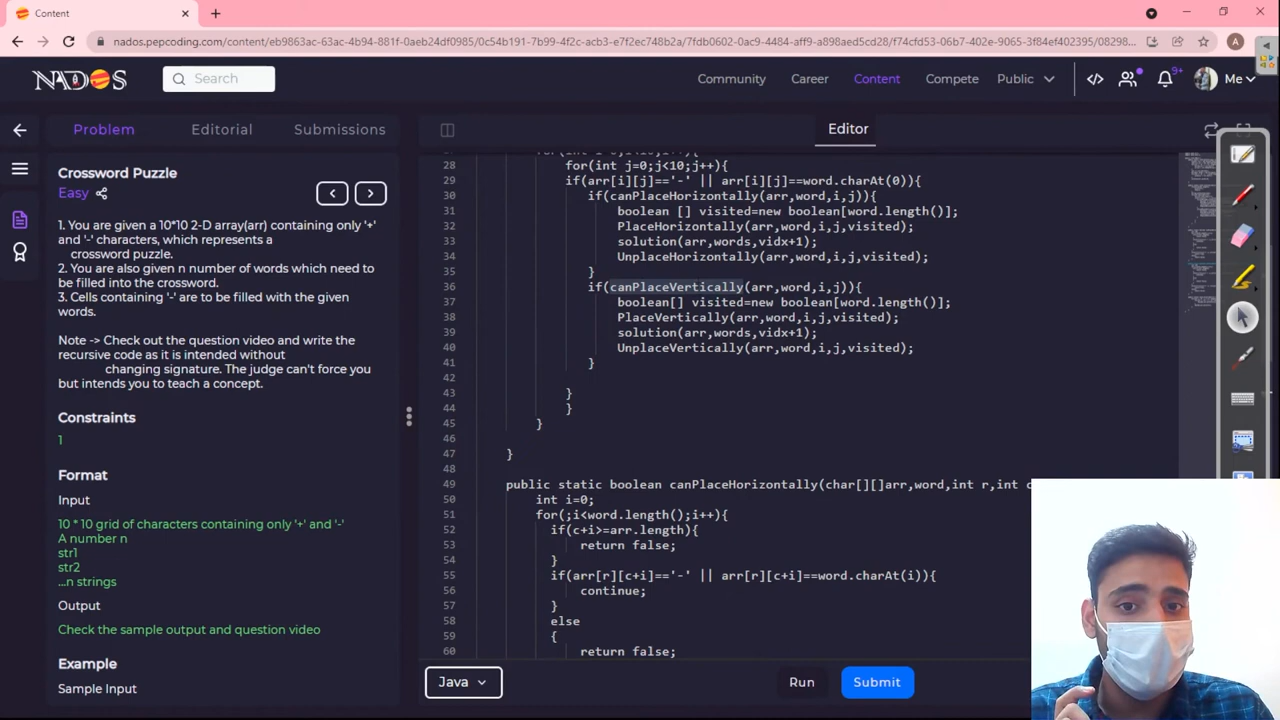 Content
nados.pepcoding.com/content/eb9863ac-63ac-4b94-881f-0aeb24df0985/0c54b191-7b99-4f2c-acb3-e7f2ec748b2a/7fdb0602-0ac9-4484-aff9-a898aed5cd28/f74cfd53-06b7-402e-9065-3f84ef402395/08298...
A
NADOS
Search
Community
Career
Content
Compete
Public
9+
Me
Problem
Editorial
Submissions
Editor
Crossword Puzzle
Easy
1. You are given a 10*10 2-D array(arr) containing only '+'
and '-' characters, which represents a
crossword puzzle.
2. You are also given n number of words which need to
be filled into the crossword.
3. Cells containing '-' are to be filled with the given
words.
Note -> Check out the question video and write the
recursive code as it is intended without
changing signature. The judge can't force you
but intends you to teach a concept.
Constraints
1
Format
Input
10 * 10 grid of characters containing only '+' and '-'
A number n
str1
str2
...n strings
Output
Check the sample output and question video
Example
Sample Input
28 for(int j=0;j<10;j++){
29 if(arr[i][j]=='-' || arr[i][j]==word.charAt(0)){
30 if(canPlaceHorizontally(arr,word,i,j)){
31 boolean [] visited=new boolean[word.length()];
32 PlaceHorizontally(arr,word,i,j,visited);
33 solution(arr,words,vidx+1);
34 UnplaceHorizontally(arr,word,i,j,visited);
35 }
36 if(canPlaceVertically(arr,word,i,j)){
37 boolean[] visited=new boolean[word.length()];
38 PlaceVertically(arr,word,i,j,visited);
39 solution(arr,words,vidx+1);
40 UnplaceVertically(arr,word,i,j,visited);
41 }
42
43 }
44 }
45 }
46
47 }
48
49 public static boolean canPlaceHorizontally(char[][]arr,word,int r,int c
50 int i=0;
51 for(;i<word.length();i++){
52 if(c+i>=arr.length){
53 return false;
54 }
55 if(arr[r][c+i]=='-' || arr[r][c+i]==word.charAt(i)){
56 continue;
57 }
58 else
59 {
60 return false;
Java
Run
Submit